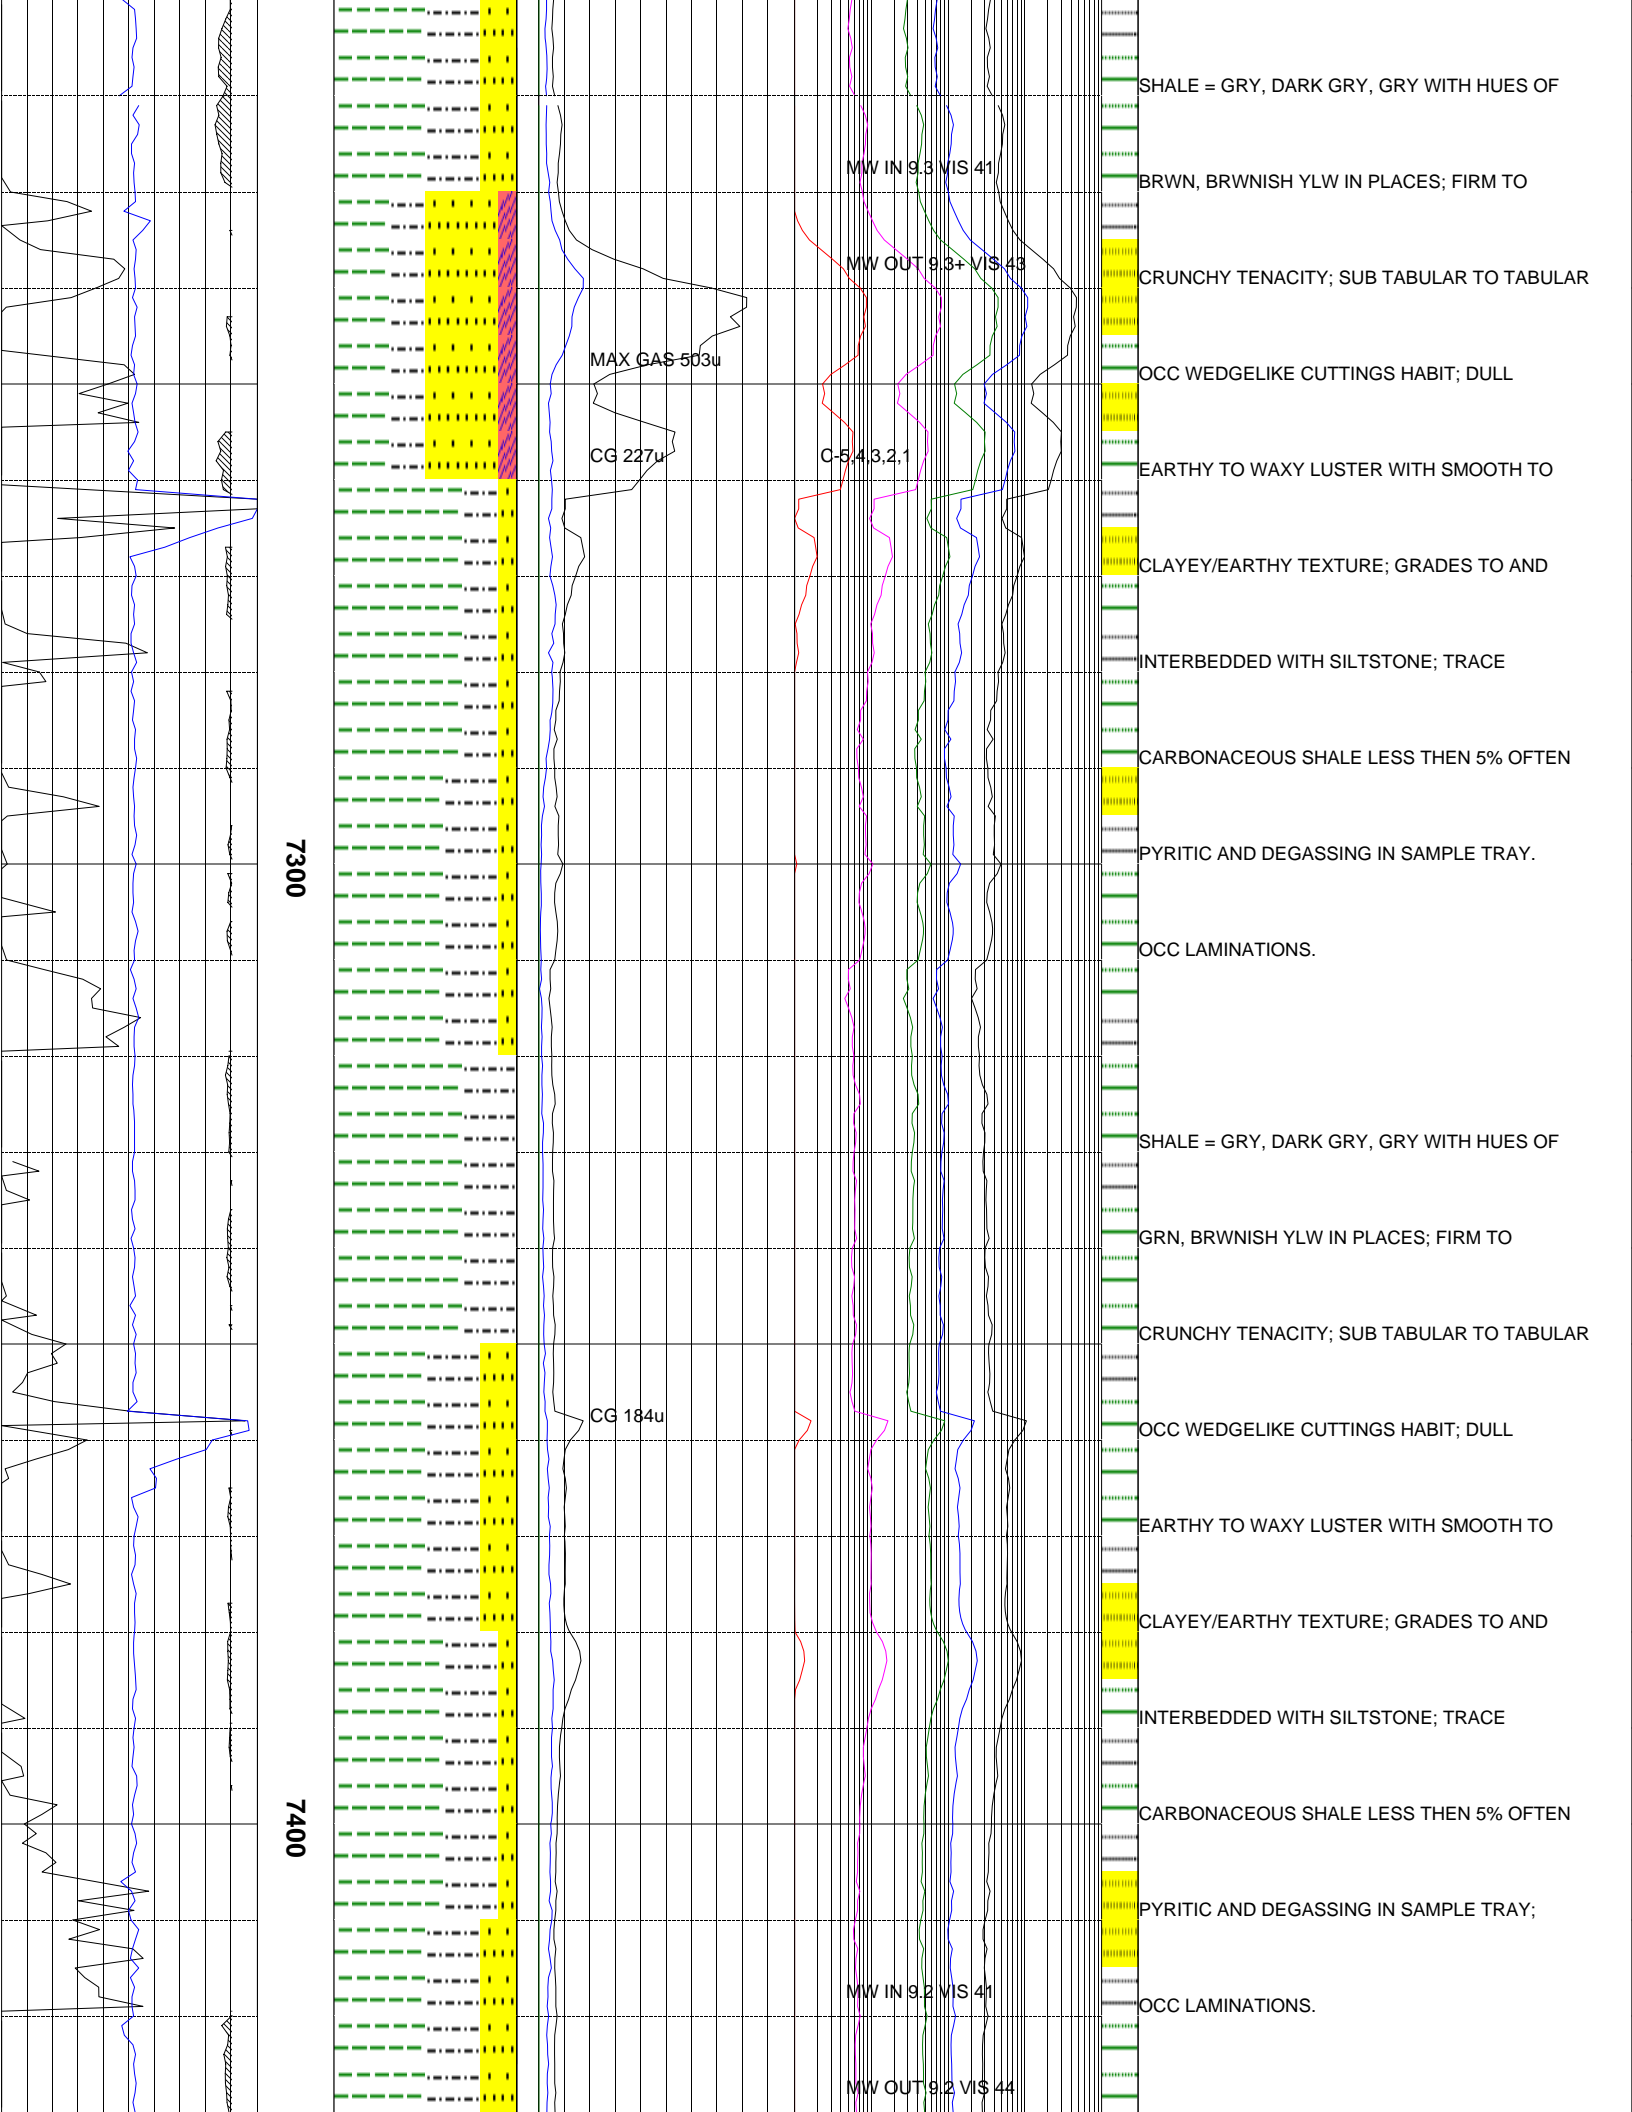 SHALE = GRY, DARK GRY, GRY WITH HUES OF
MW IN 9.3 VIS 41
BRWN, BRWNISH YLW IN PLACES; FIRM TO
MW OUT 9.3+ VIS 43
CRUNCHY TENACITY; SUB TABULAR TO TABULAR
MAX GAS 503u
OCC WEDGELIKE CUTTINGS HABIT; DULL
CG 227u
C-5,4,3,2,1
EARTHY TO WAXY LUSTER WITH SMOOTH TO
CLAYEY/EARTHY TEXTURE; GRADES TO AND
INTERBEDDED WITH SILTSTONE; TRACE
CARBONACEOUS SHALE LESS THEN 5% OFTEN
7300
PYRITIC AND DEGASSING IN SAMPLE TRAY.
OCC LAMINATIONS.
SHALE = GRY, DARK GRY, GRY WITH HUES OF
GRN, BRWNISH YLW IN PLACES; FIRM TO
CRUNCHY TENACITY; SUB TABULAR TO TABULAR
CG 184u
OCC WEDGELIKE CUTTINGS HABIT; DULL
EARTHY TO WAXY LUSTER WITH SMOOTH TO
CLAYEY/EARTHY TEXTURE; GRADES TO AND
INTERBEDDED WITH SILTSTONE; TRACE
7400
CARBONACEOUS SHALE LESS THEN 5% OFTEN
PYRITIC AND DEGASSING IN SAMPLE TRAY;
MW IN 9.2 VIS 41
OCC LAMINATIONS.
MW OUT 9.2 VIS 44